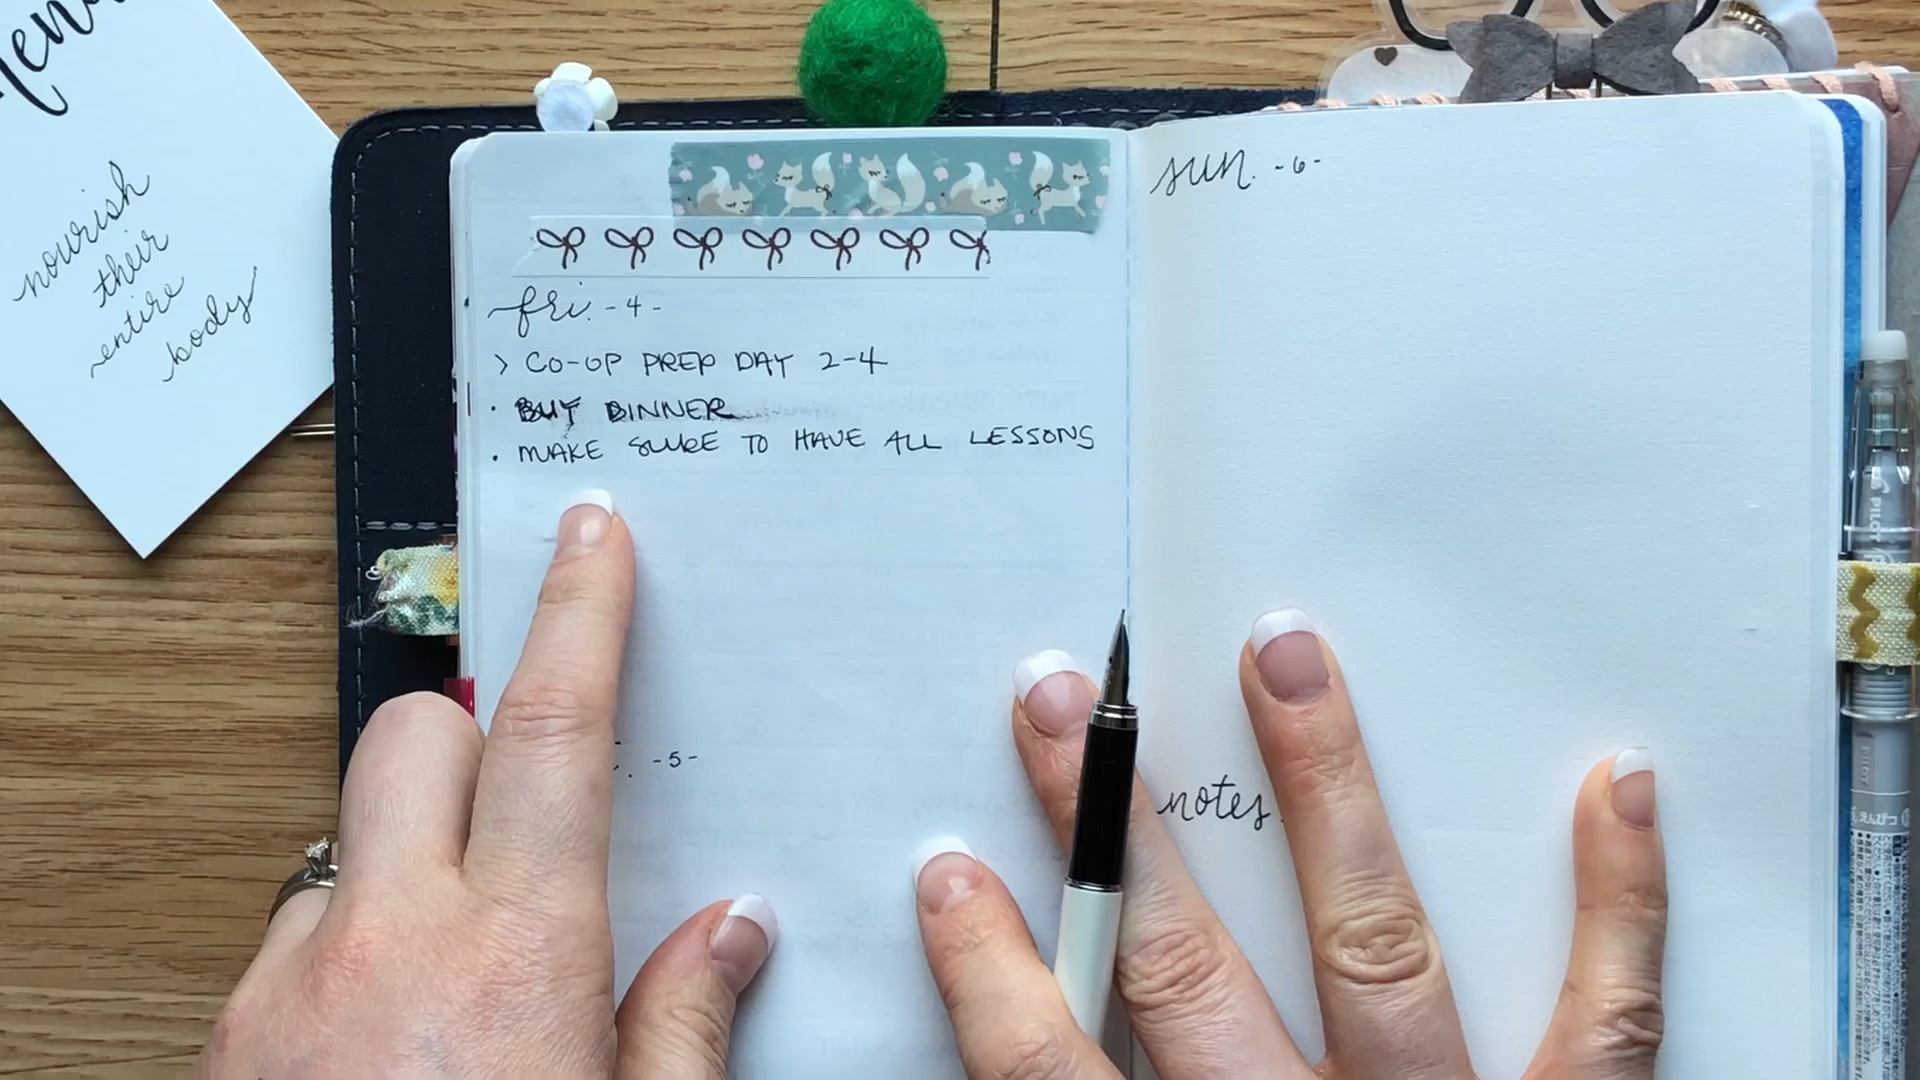 nourish
their
entire
body
fri. -4-
> CO-OP PREP DAY 2-4
· BUY BINNER
· MAKE SURE TO HAVE ALL LESSONS
. -5-
sun. -6-
notes.
PILOT